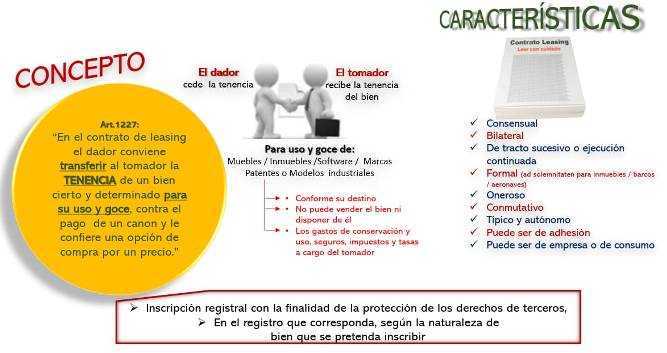 CARACTERÍSTICAS
CONCEPTO
Art.1227:
“En el contrato de leasing
el dador conviene
transferir al tomador la
TENENCIA de un bien
cierto y determinado para
su uso y goce, contra el
pago de un canon y le
confiere una opción de
compra por un precio.”
El dador
cede la tenencia
El tomador
recibe la tenencia
del bien
Para uso y goce de:
Muebles / Inmuebles /Software / Marcas
Patentes o Modelos industriales
• Conforme su destino
• No puede vender el bien ni
disponer de él
• Los gastos de conservación y
uso, seguros, impuestos y tasas
a cargo del tomador
Contrato Leasing
Leer con cuidado
✓ Consensual
✓ Bilateral
✓ De tracto sucesivo o ejecución
continuada
✓ Formal (ad solemnitaten para inmuebles / barcos
/ aeronaves)
✓ Oneroso
✓ Conmutativo
✓ Típico y autónomo
✓ Puede ser de adhesión
✓ Puede ser de empresa o de consumo
➢ Inscripción registral con la finalidad de la protección de los derechos de terceros,
➢ En el registro que corresponda, según la naturaleza de
bien que se pretenda inscribir